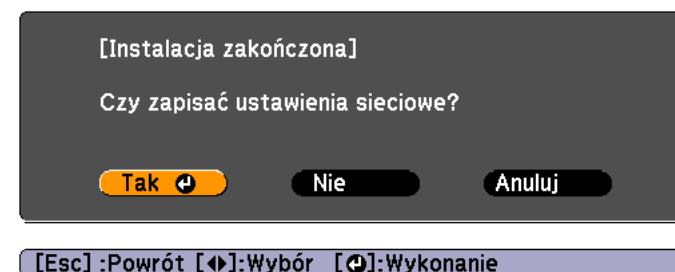 [Instalacja zakończona]
Czy zapisać ustawienia sieciowe?
Tak Nie Anuluj
[Esc] :Powrót [◆]:Wybór [↵]:Wykonanie